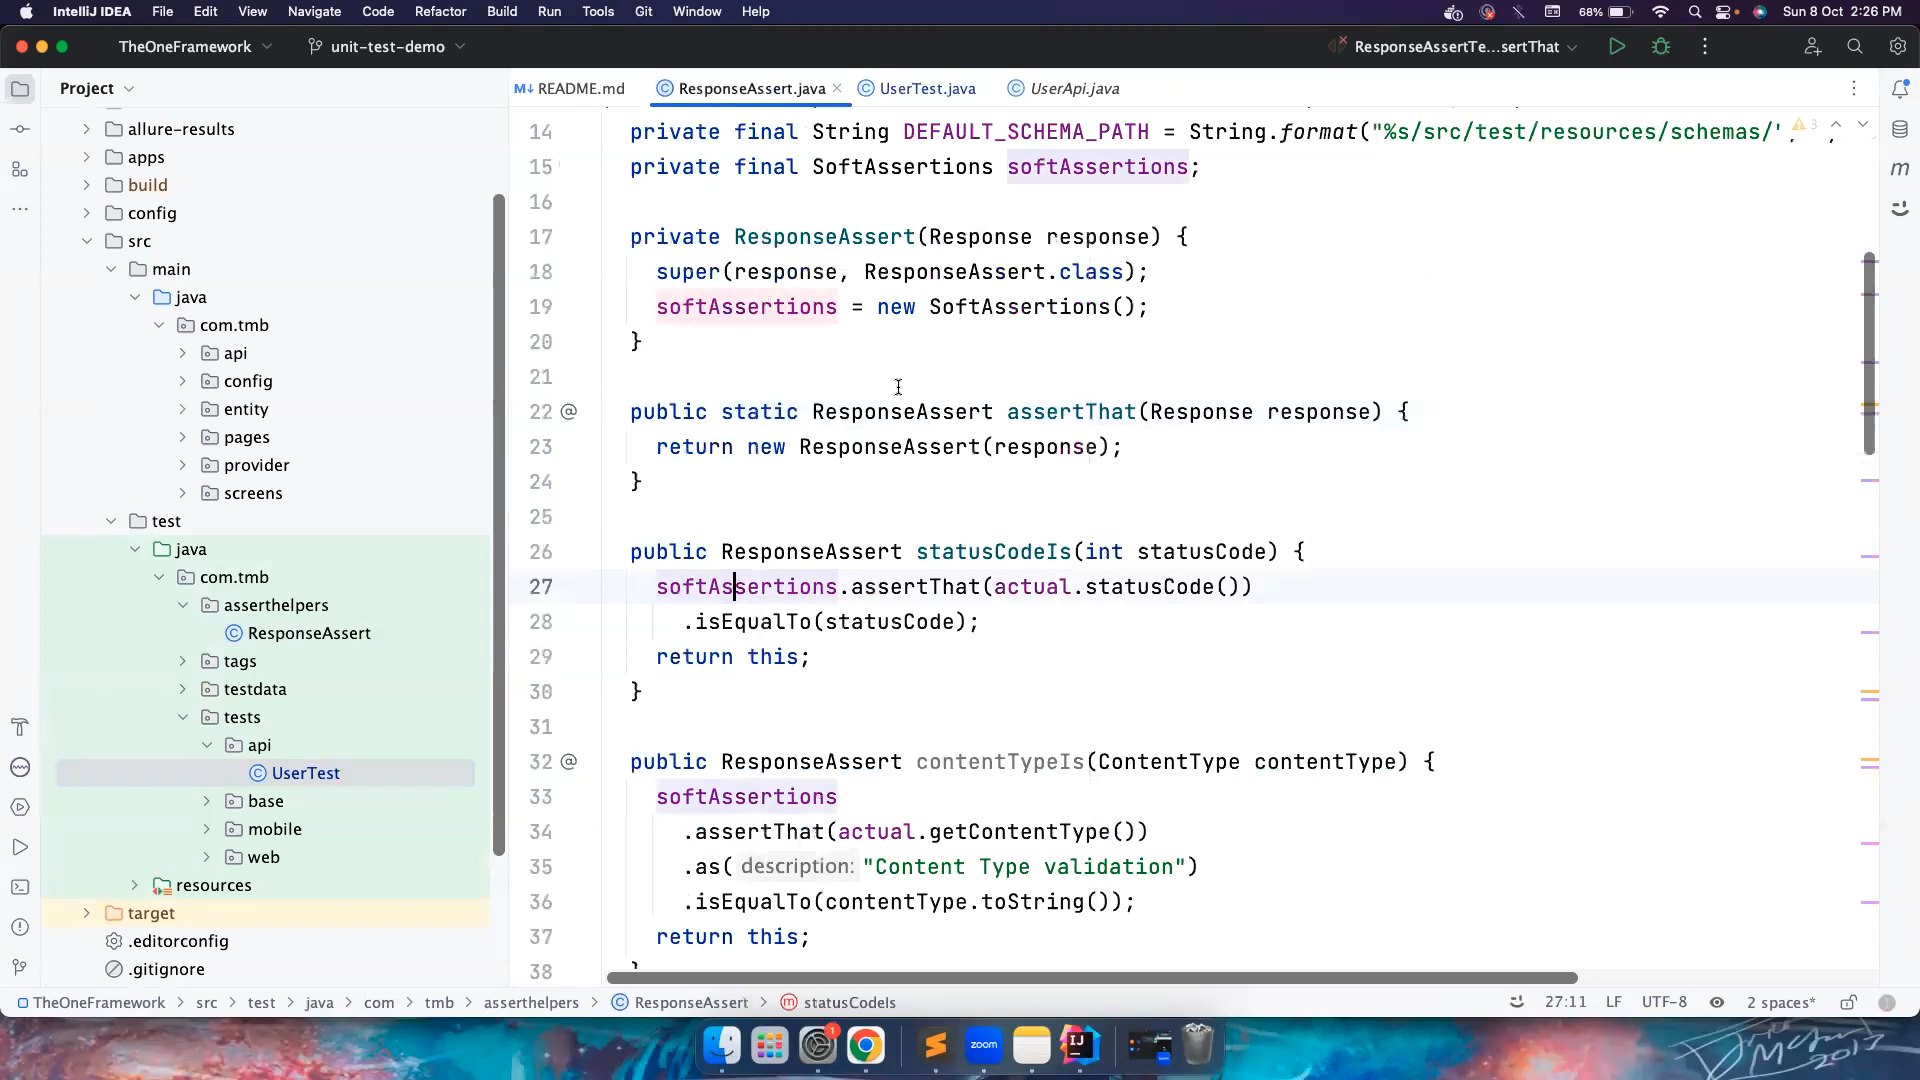 IntelliJ IDEA File Edit View Navigate Code Refactor Build Run Tools Git Window Help 68% Sun 8 Oct 2:26 PM
TheOneFramework unit-test-demo ResponseAssertTe...sertThat
Project README.md ResponseAssert.java UserTest.java UserApi.java
allure-results
apps
build
config
src
main
java
com.tmb
api
config
entity
pages
provider
screens
test
java
com.tmb
asserthelpers
ResponseAssert
tags
testdata
tests
api
UserTest
base
mobile
web
resources
target
.editorconfig
.gitignore
14 private final String DEFAULT_SCHEMA_PATH = String.format("%s/src/test/resources/schemas/' 3
15 private final SoftAssertions softAssertions;
16
17 private ResponseAssert(Response response) {
18 super(response, ResponseAssert.class);
19 softAssertions = new SoftAssertions();
20 }
21
22 @ public static ResponseAssert assertThat(Response response) {
23 return new ResponseAssert(response);
24 }
25
26 public ResponseAssert statusCodeIs(int statusCode) {
27 softAssertions.assertThat(actual.statusCode())
28 .isEqualTo(statusCode);
29 return this;
30 }
31
32 @ public ResponseAssert contentTypeIs(ContentType contentType) {
33 softAssertions
34 .assertThat(actual.getContentType())
35 .as( description: "Content Type validation")
36 .isEqualTo(contentType.toString());
37 return this;
38 }
TheOneFramework > src > test > java > com > tmb > asserthelpers > ResponseAssert > statusCodeIs 27:11 LF UTF-8 2 spaces*
1 zoom IJ